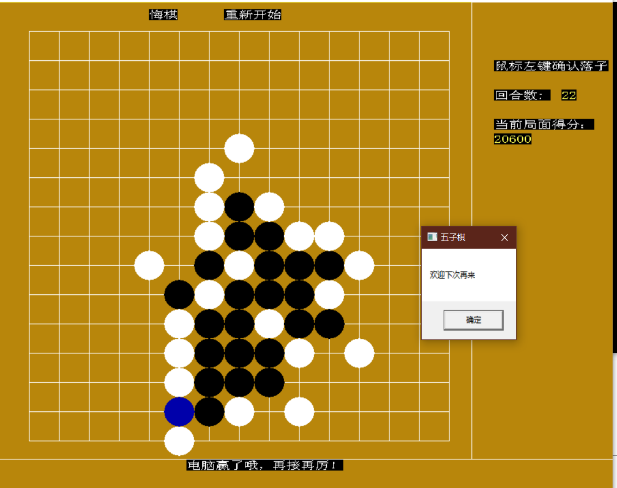 悔棋
重新开始
鼠标左键确认落子
回合数： 22
当前局面得分：
20600
五子棋
欢迎下次再来
确定
电脑赢了哦，再接再厉！